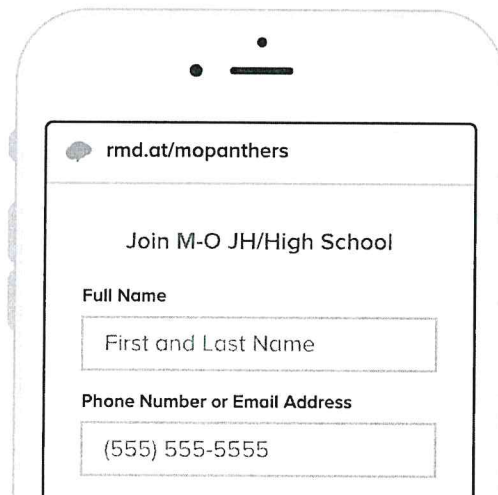 rmd.at/mopanthers
Join M-O JH/High School
Full Name
First and Last Name
Phone Number or Email Address
(555) 555-5555